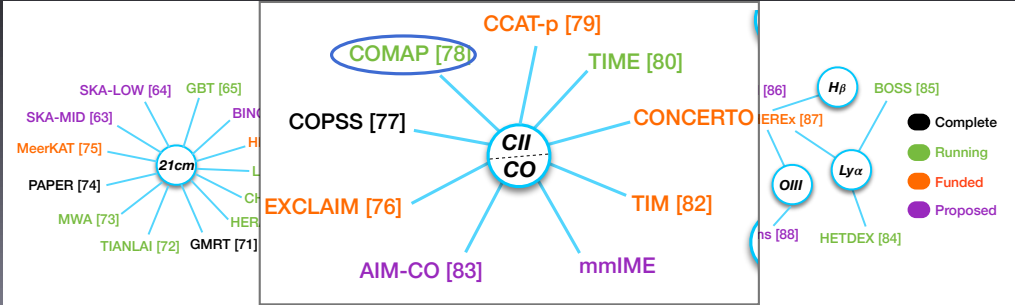 SKA-LOW [64]
GBT [65]
SKA-MID [63]
MeerKAT [75]
21cm
PAPER [74]
MWA [73]
TIANLAI [72]
GMRT [71]
CCAT-p [79]
COMAP [78]
TIME [80]
COPSS [77]
CONCERTO
CII
CO
EXCLAIM [76]
TIM [82]
AIM-CO [83]
mmIME
[86]
Hβ
BOSS [85]
[87]
OIII
Lyα
[88]
HETDEX [84]
Complete
Running
Funded
Proposed